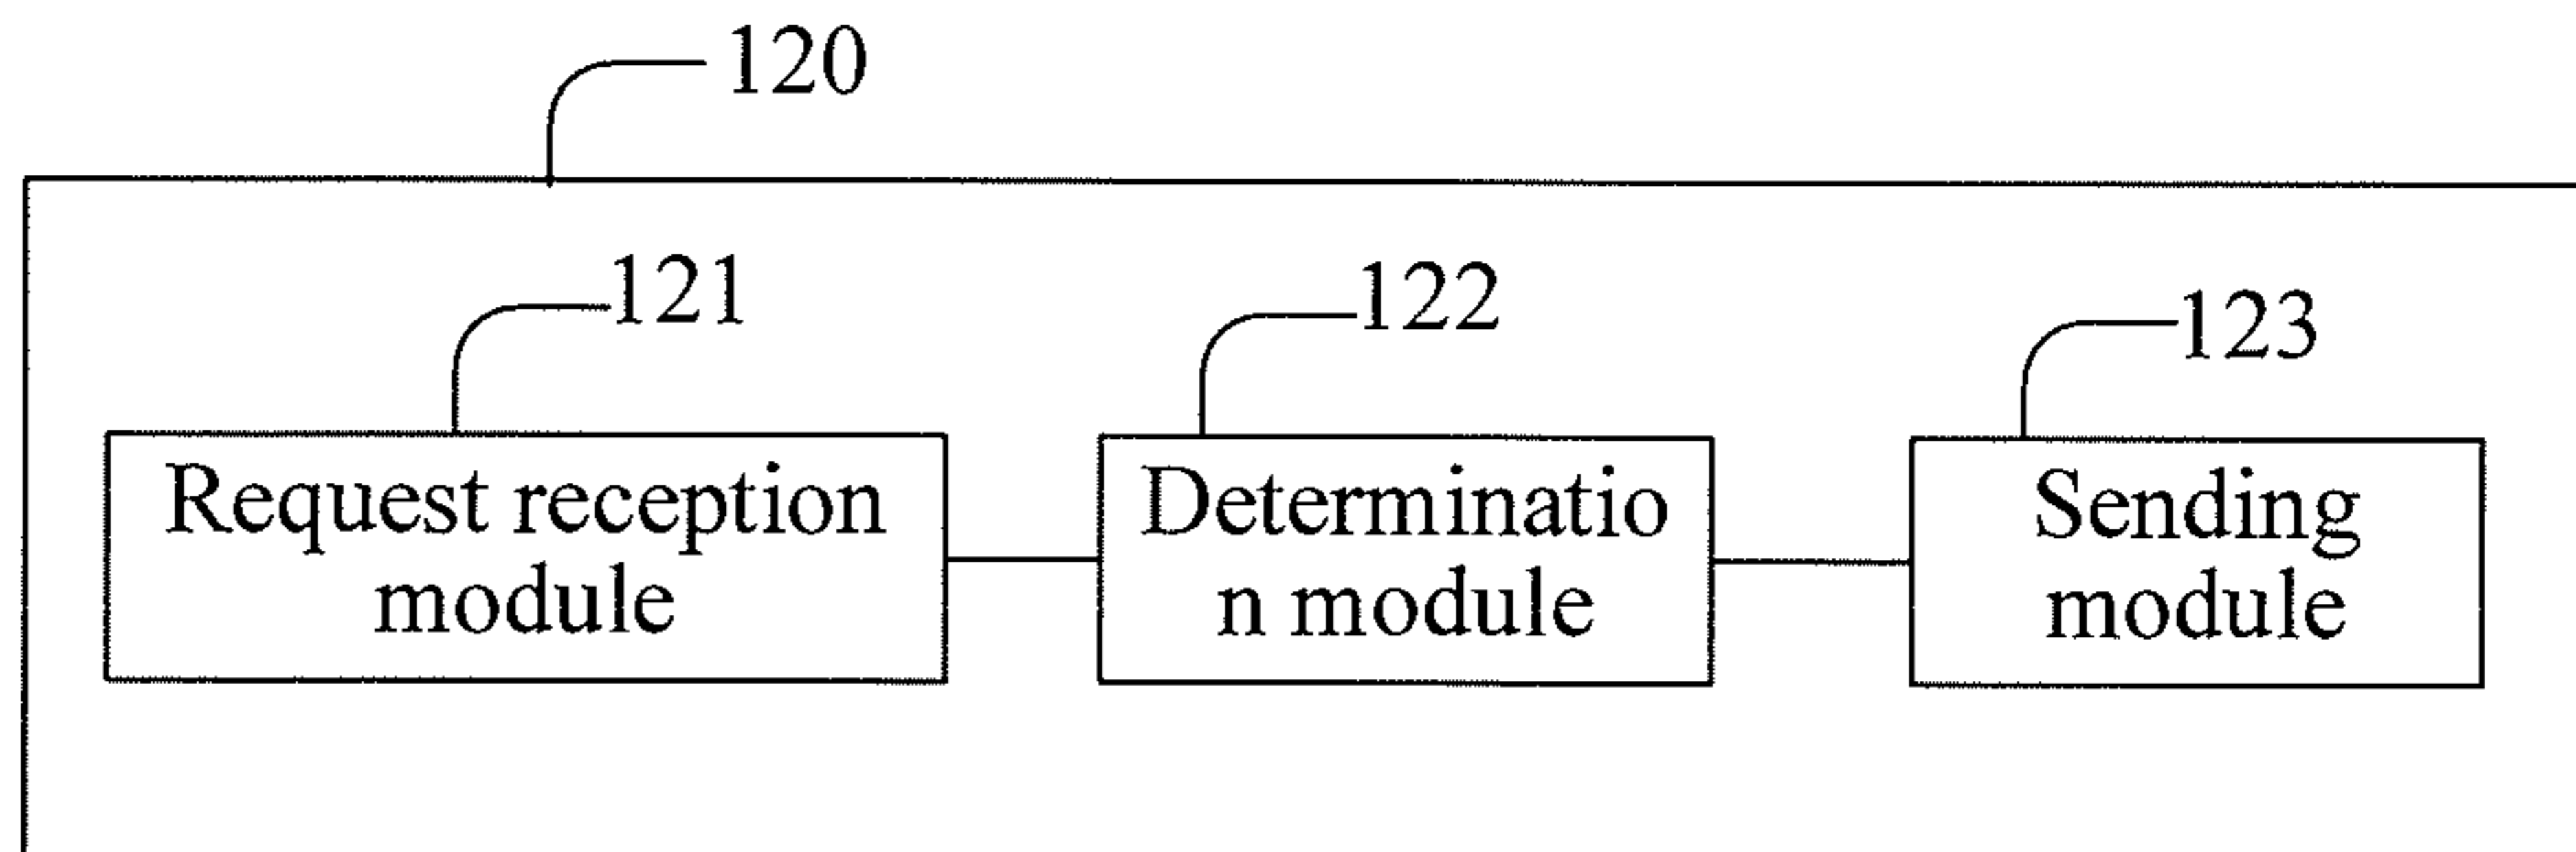 120
121
122
123
Request reception
module
Determinatio
n module
Sending
module